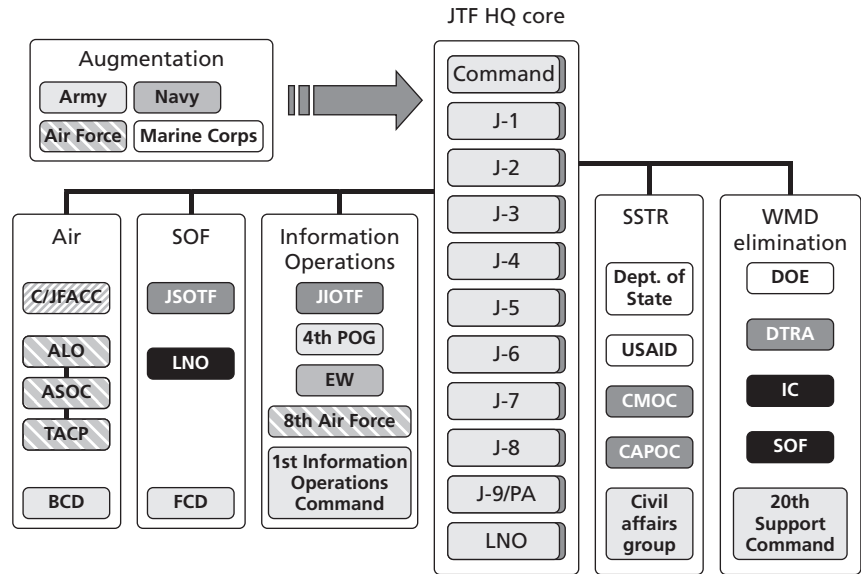 JTF HQ core
Augmentation
Army
Navy
Air Force
Marine Corps
Command
J-1
J-2
J-3
J-4
J-5
J-6
J-7
J-8
J-9/PA
LNO
Air
C/JFACC
ALO
ASOC
TACP
BCD
SOF
JSOTF
LNO
FCD
Information
Operations
JIOTF
4th POG
EW
8th Air Force
1st Information
Operations
Command
SSTR
Dept. of
State
USAID
CMOC
CAPOC
Civil
affairs
group
WMD
elimination
DOE
DTRA
IC
SOF
20th
Support
Command